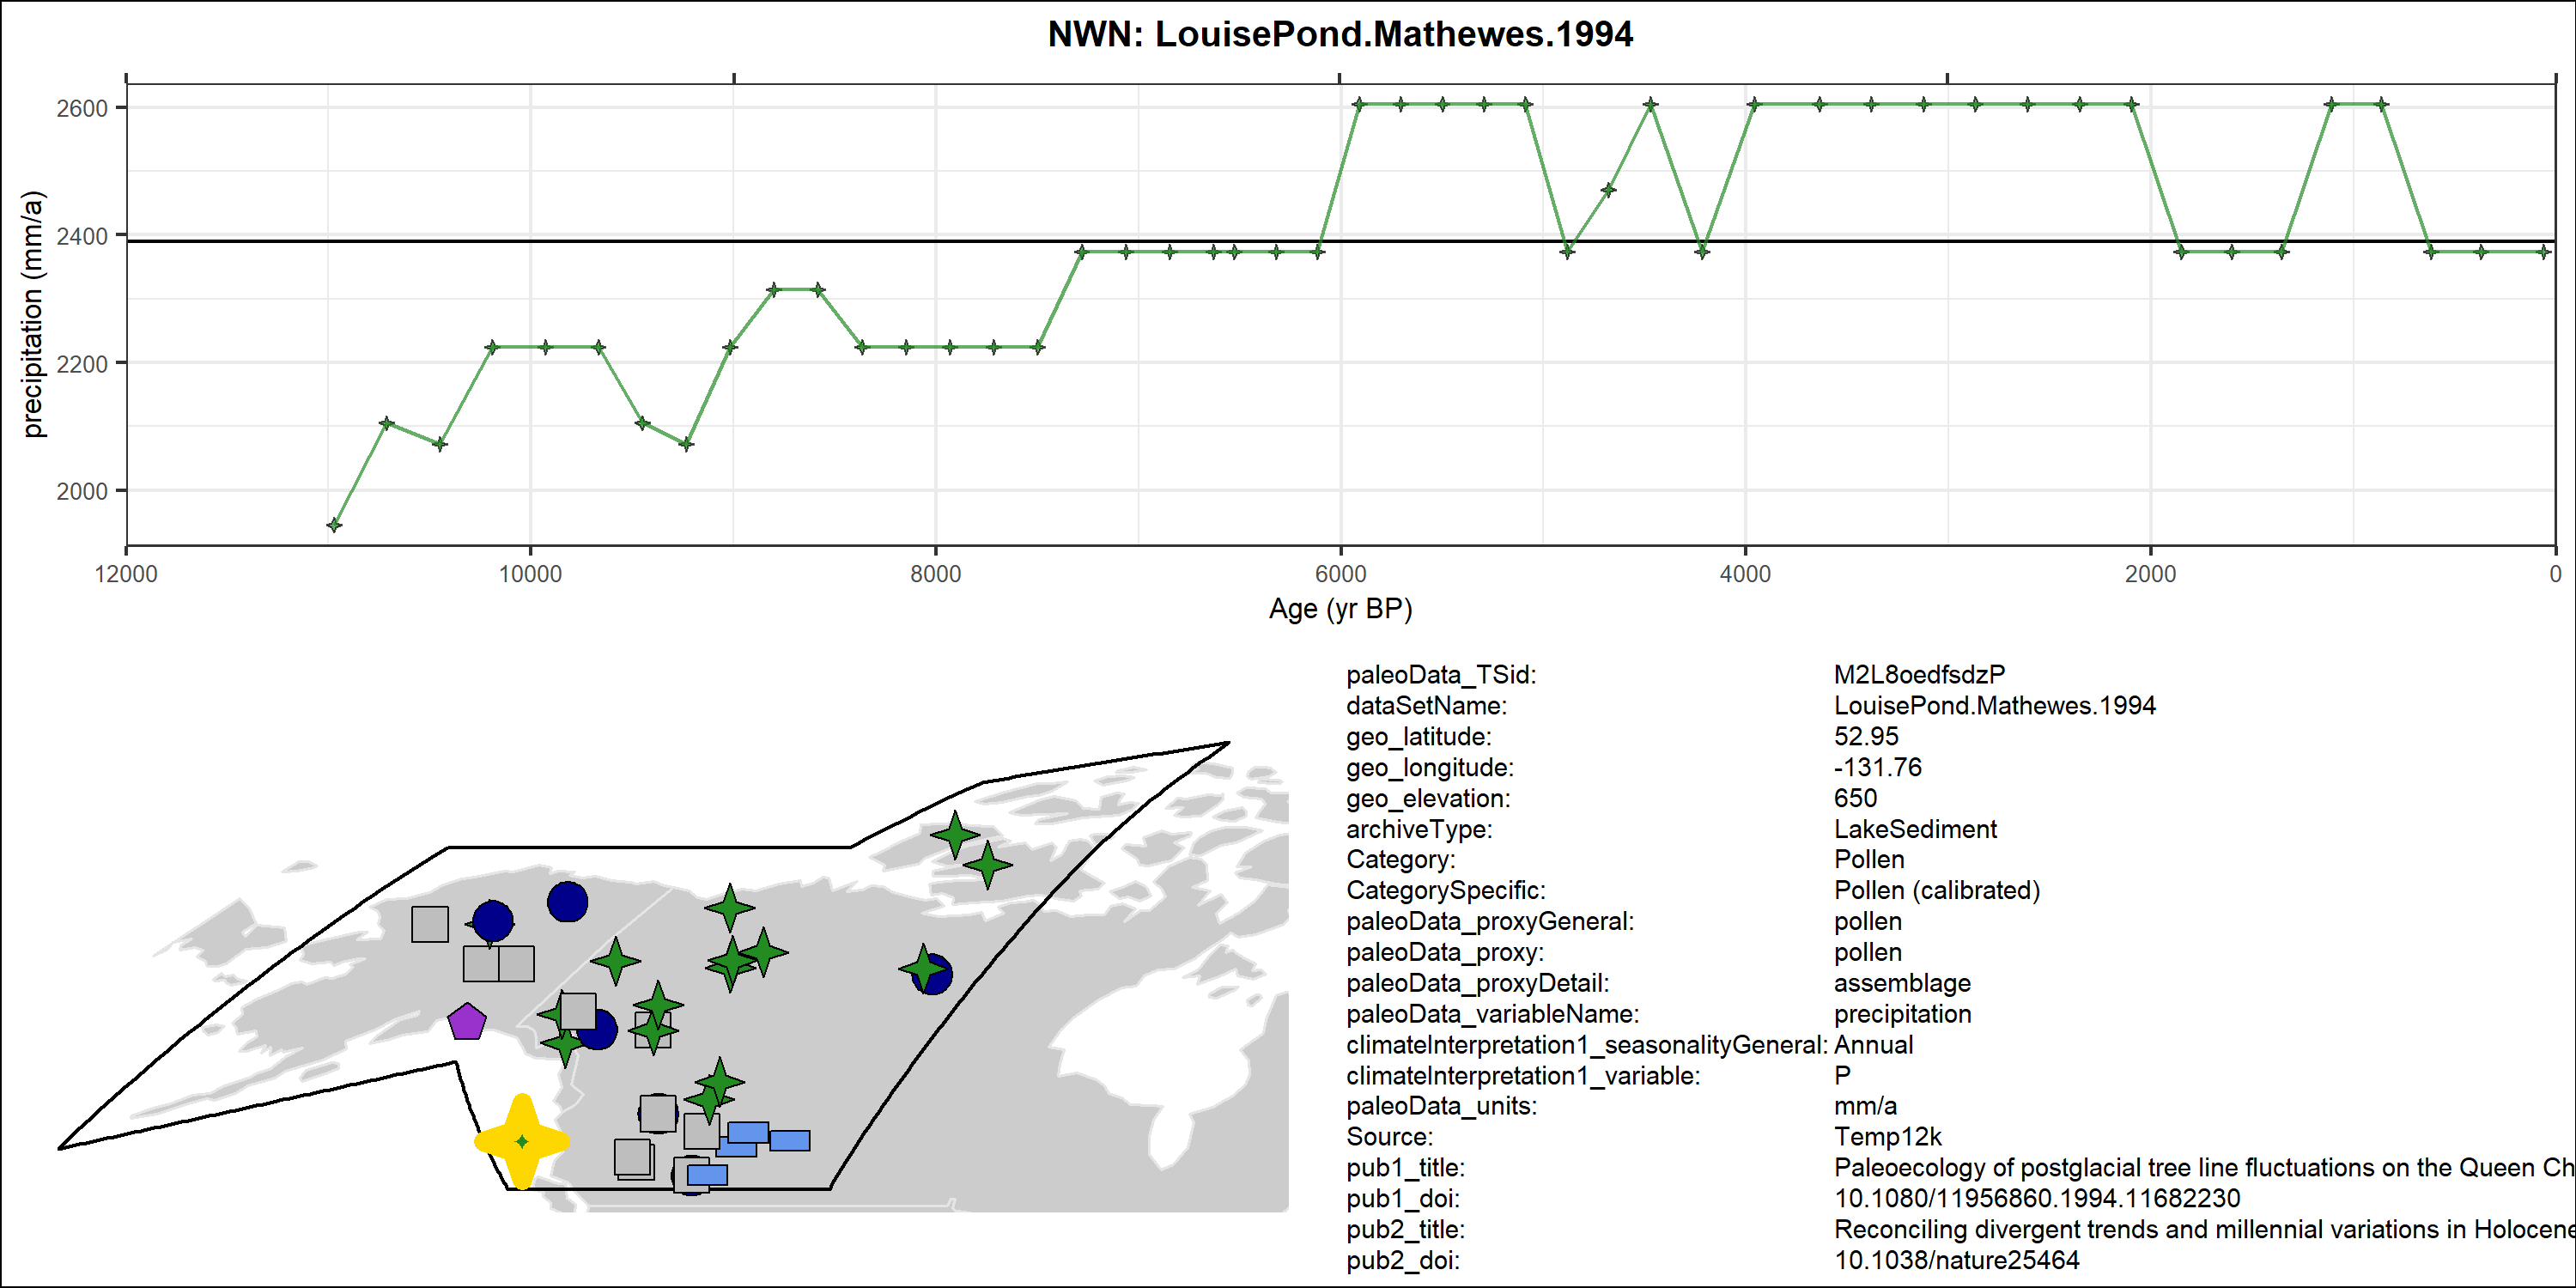 NWN: LouisePond.Mathewes.1994
precipitation (mm/a)
2600
2400
2200
2000
12000 10000 8000 6000 4000 2000 0
Age (yr BP)
paleoData_TSid: M2L8oedfsdzP
dataSetName: LouisePond.Mathewes.1994
geo_latitude: 52.95
geo_longitude: -131.76
geo_elevation: 650
archiveType: LakeSediment
Category: Pollen
CategorySpecific: Pollen (calibrated)
paleoData_proxyGeneral: pollen
paleoData_proxy: pollen
paleoData_proxyDetail: assemblage
paleoData_variableName: precipitation
climateInterpretation1_seasonalityGeneral: Annual
climateInterpretation1_variable: P
paleoData_units: mm/a
Source: Temp12k
pub1_title: Paleoecology of postglacial tree line fluctuations on the Queen Ch
pub1_doi: 10.1080/11956860.1994.11682230
pub2_title: Reconciling divergent trends and millennial variations in Holocene
pub2_doi: 10.1038/nature25464